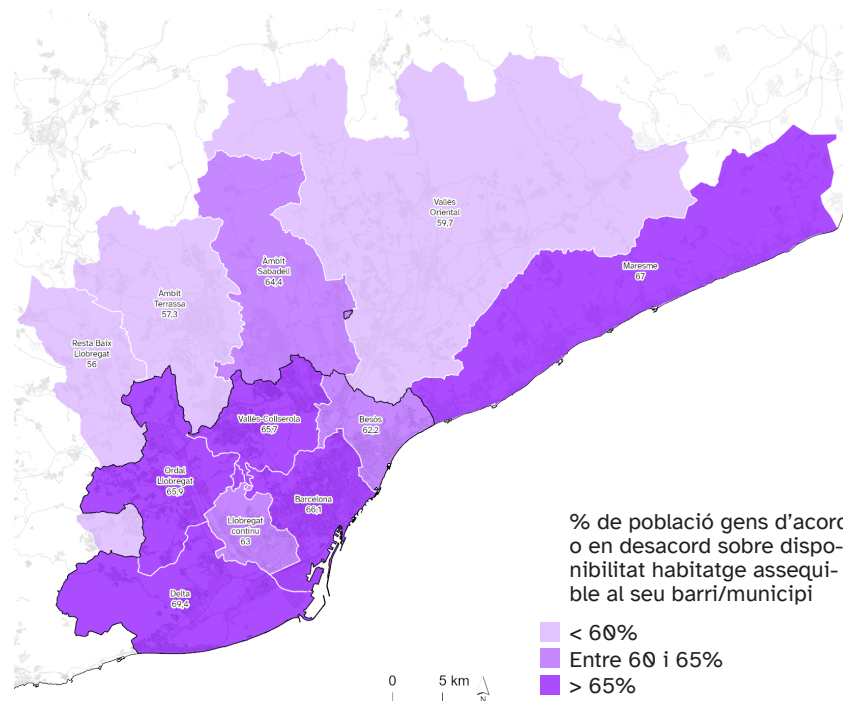 Vallès
Oriental
59,7
Maresme
67
Àmbit
Sabadell
64,4
Àmbit
Terrassa
57,3
Resta Baix
Llobregat
56
Vallès-Collserola
65,7
Besòs
62,2
Ordal
Llobregat
65,9
Barcelona
66,1
Llobregat
continu
63
Delta
69,4
% de població gens d’acord
o en desacord sobre dispo-
nibilitat habitatge assequi-
ble al seu barri/municipi
< 60%
Entre 60 i 65%
> 65%
0 5 km
N